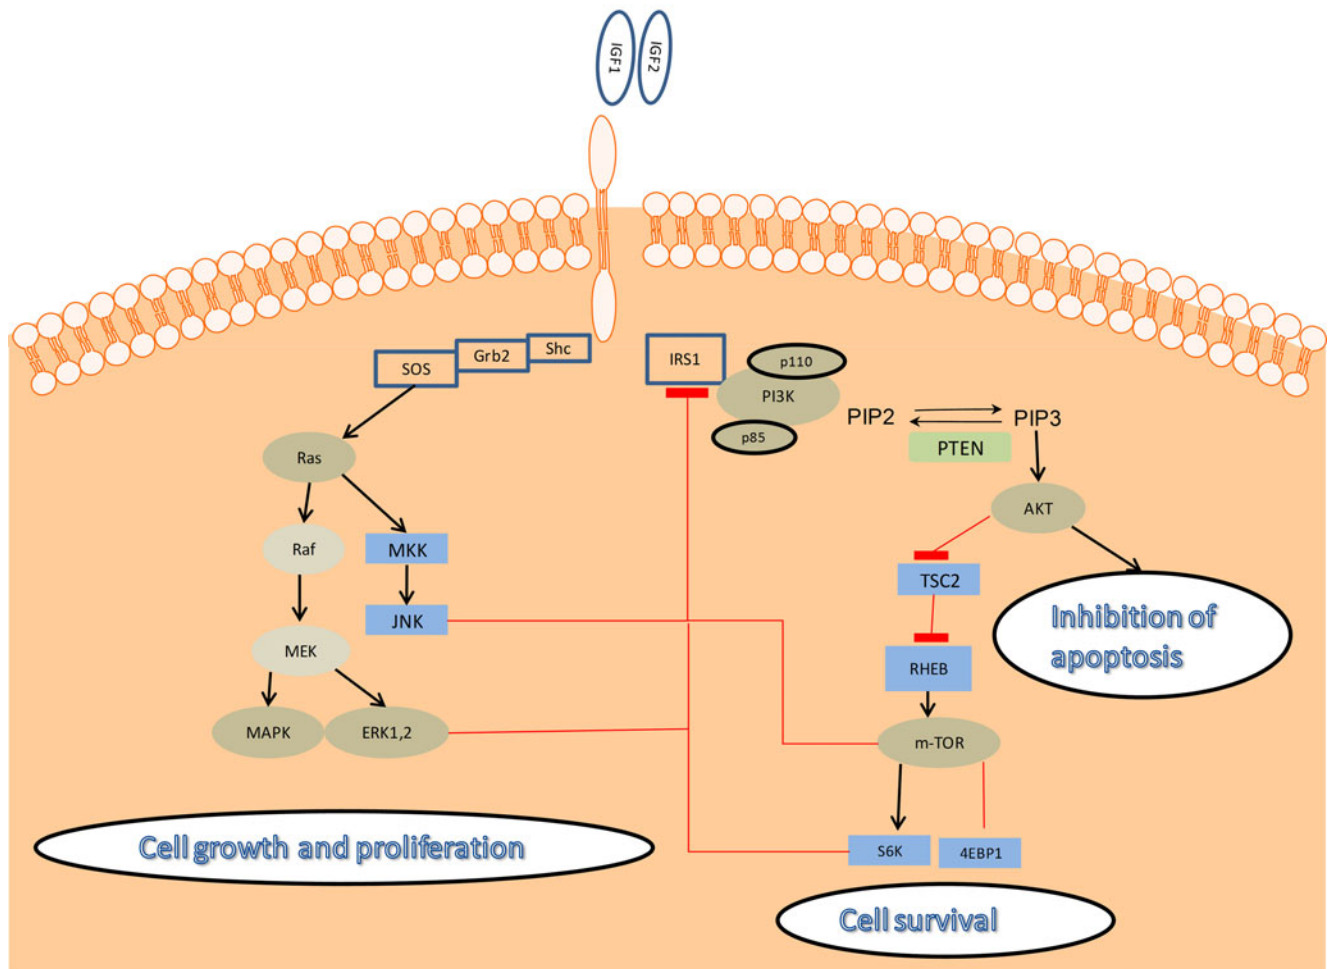 IGF1
IGF2
Shc
Grb2
SOS
IRS1
p110
PI3K
p85
PIP2
PIP3
PTEN
Ras
AKT
Raf
MKK
TSC2
JNK
Inhibition of
apoptosis
MEK
RHEB
MAPK
ERK1,2
m-TOR
Cell growth and proliferation
S6K
4EBP1
Cell survival